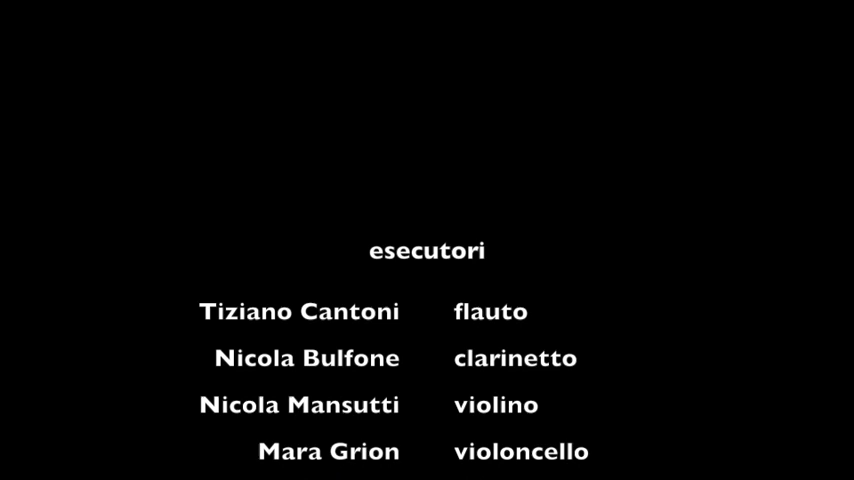 esecutori
Tiziano Cantoni flauto
Nicola Bulfone clarinetto
Nicola Mansutti violino
Mara Grion violoncello